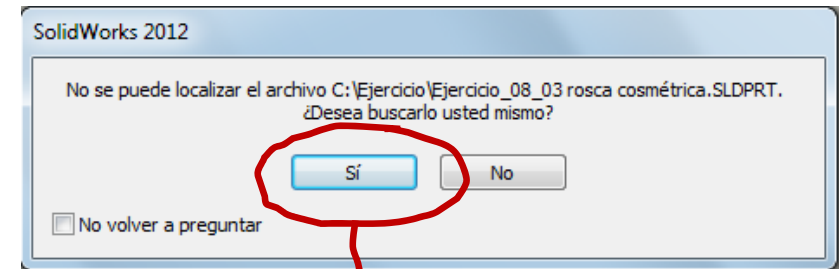 SolidWorks 2012
No se puede localizar el archivo C:\Ejercicio\Ejercicio_08_03 rosca cosmétrica.SLDPRT.
¿Desea buscarlo usted mismo?
Sí
No
No volver a preguntar